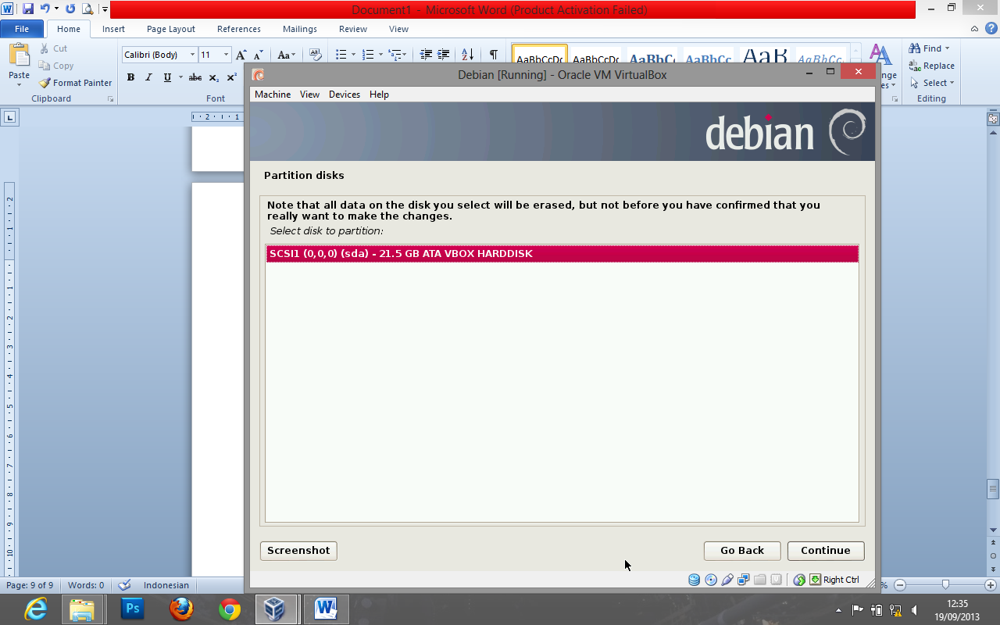 Document1 - Microsoft Word (Product Activation Failed)
File Home Insert Page Layout References Mailings Review View
Paste
Cut
Copy
Format Painter
Clipboard
Calibri (Body) 11
B I U abc x₂ x²
Font
AaBbCcDc AaBbCcDc AaBbC AaBbCc AaB AaBbCc.
Find
Replace
Select
Editing
Debian [Running] - Oracle VM VirtualBox
Machine View Devices Help
debian
Partition disks
Note that all data on the disk you select will be erased, but not before you have confirmed that you
really want to make the changes.
Select disk to partition:
SCSI1 (0,0,0) (sda) - 21.5 GB ATA VBOX HARDDISK
Screenshot Go Back Continue
Right Ctrl
Page: 9 of 9 Words: 0 Indonesian %
Ps
12:35
19/09/2013